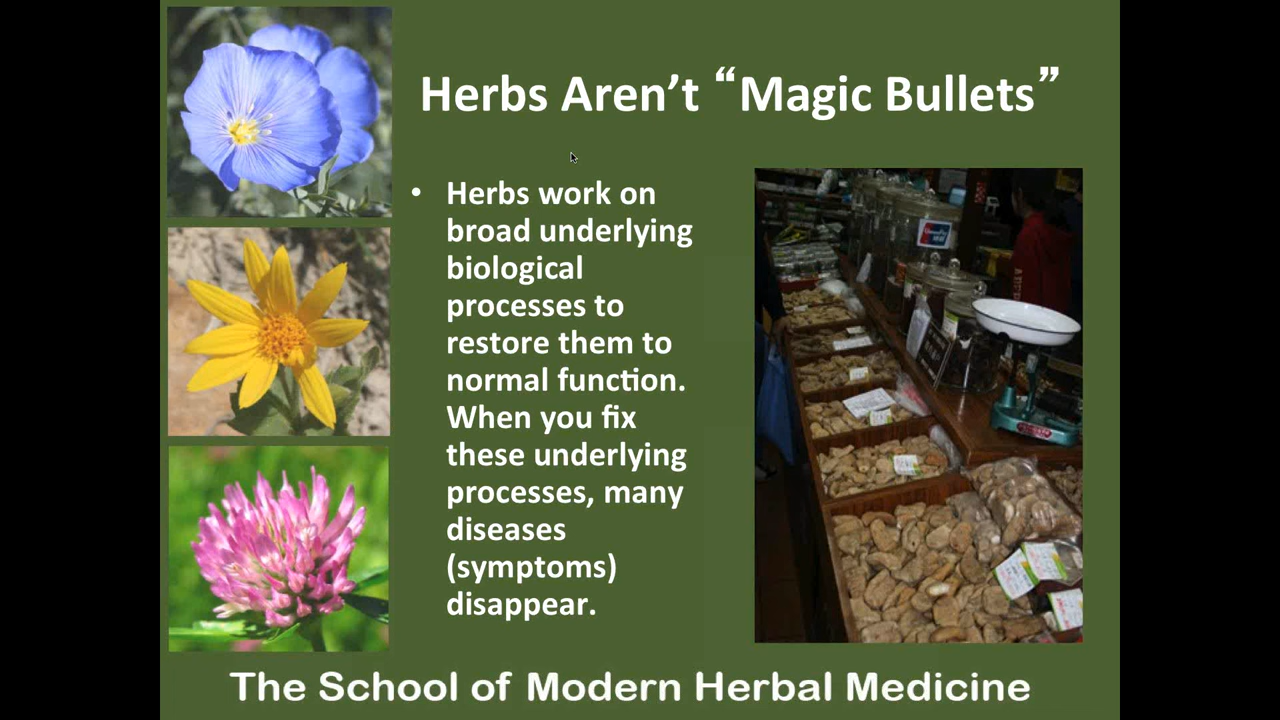 Herbs Aren’t “Magic Bullets”
• Herbs work on
broad underlying
biological
processes to
restore them to
normal function.
When you fix
these underlying
processes, many
diseases
(symptoms)
disappear.
The School of Modern Herbal Medicine